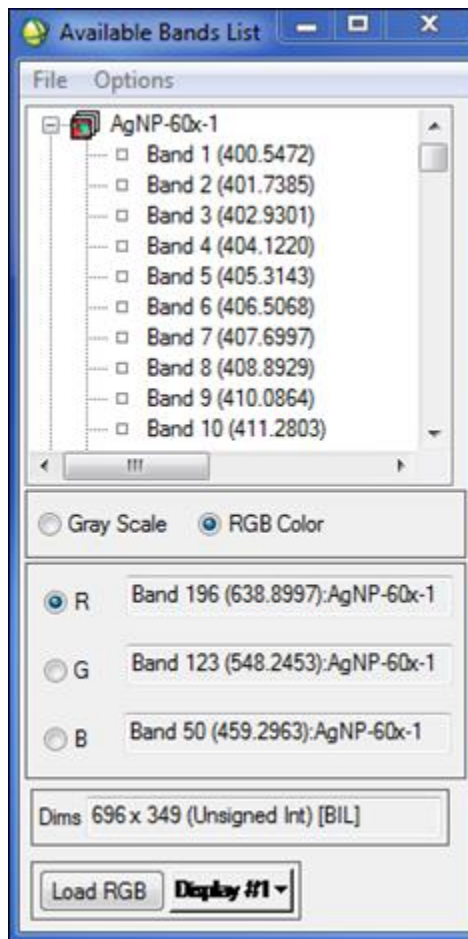 Available Bands List
File Options
AgNP-60x-1
Band 1 (400.5472)
Band 2 (401.7385)
Band 3 (402.9301)
Band 4 (404.1220)
Band 5 (405.3143)
Band 6 (406.5068)
Band 7 (407.6997)
Band 8 (408.8929)
Band 9 (410.0864)
Band 10 (411.2803)
Gray Scale RGB Color
R Band 196 (638.8997):AgNP-60x-1
G Band 123 (548.2453):AgNP-60x-1
B Band 50 (459.2963):AgNP-60x-1
Dims 696 x 349 (Unsigned Int) [BIL]
Load RGB Display #1